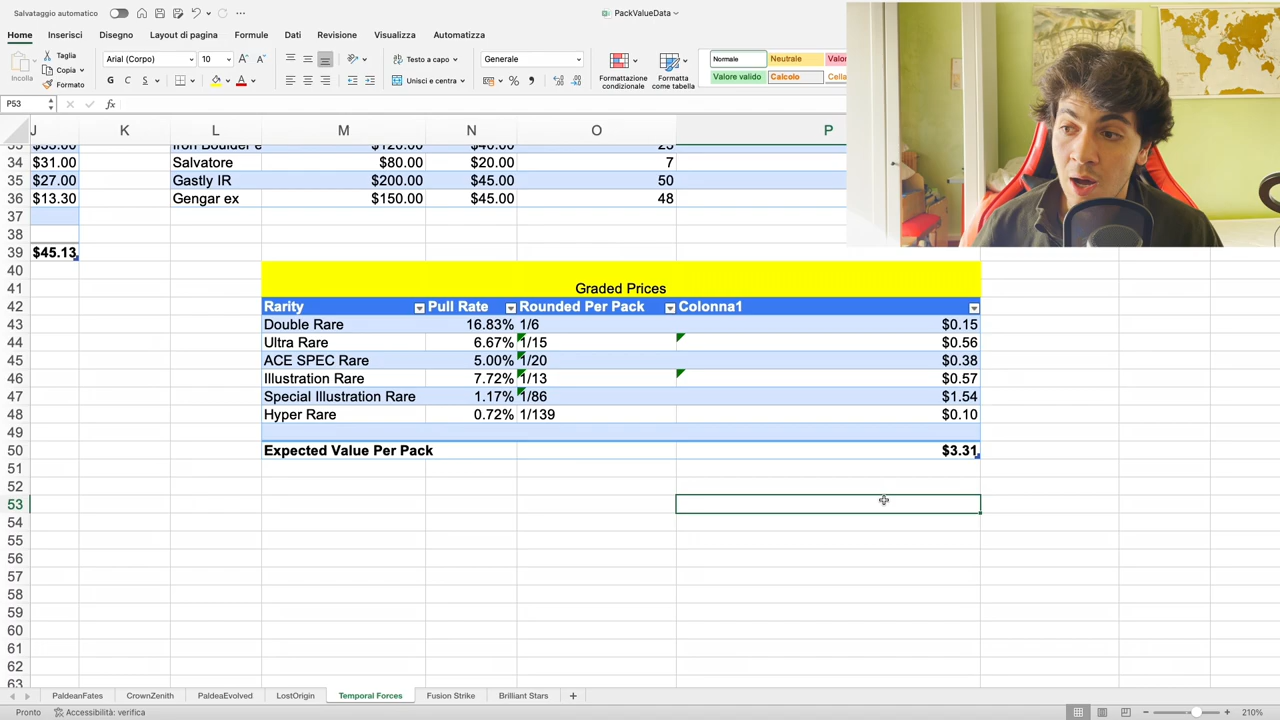 Salvataggio automatico
PackValueData
Home Inserisci Disegno Layout di pagina Formule Dati Revisione Visualizza Automatizza
Incolla
Taglia
Copia
Formato
Arial (Corpo) 10
G C S
Testo a capo
Unisci e centra
Generale
Formattazione condizionale
Formatta come tabella
Normale Neutrale
Valore valido Calcolo
P53 fx
J K L M N O P
34 $31.00 Salvatore $80.00 $20.00 7
35 $27.00 Gastly IR $200.00 $45.00 50
36 $13.30 Gengar ex $150.00 $45.00 48
37
38
39 $45.13
40
41 Graded Prices
42 Rarity Pull Rate Rounded Per Pack Colonna1
43 Double Rare 16.83% 1/6 $0.15
44 Ultra Rare 6.67% 1/15 $0.56
45 ACE SPEC Rare 5.00% 1/20 $0.38
46 Illustration Rare 7.72% 1/13 $0.57
47 Special Illustration Rare 1.17% 1/86 $1.54
48 Hyper Rare 0.72% 1/139 $0.10
49
50 Expected Value Per Pack $3.31
51
52
53
54
55
56
57
58
59
60
61
62
63
PaldeanFates CrownZenith PaldeaEvolved LostOrigin Temporal Forces Fusion Strike Brilliant Stars +
Pronto Accessibilità: verifica 210%